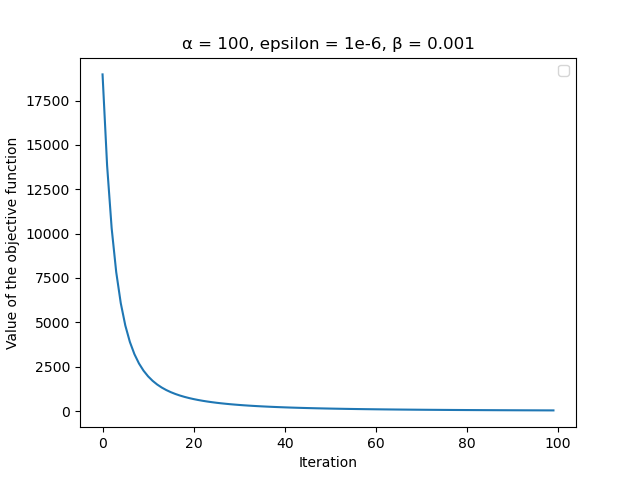 α = 100, epsilon = 1e-6, β = 0.001
17500
15000
12500
10000
7500
5000
2500
0
Value of the objective function
0 20 40 60 80 100
Iteration